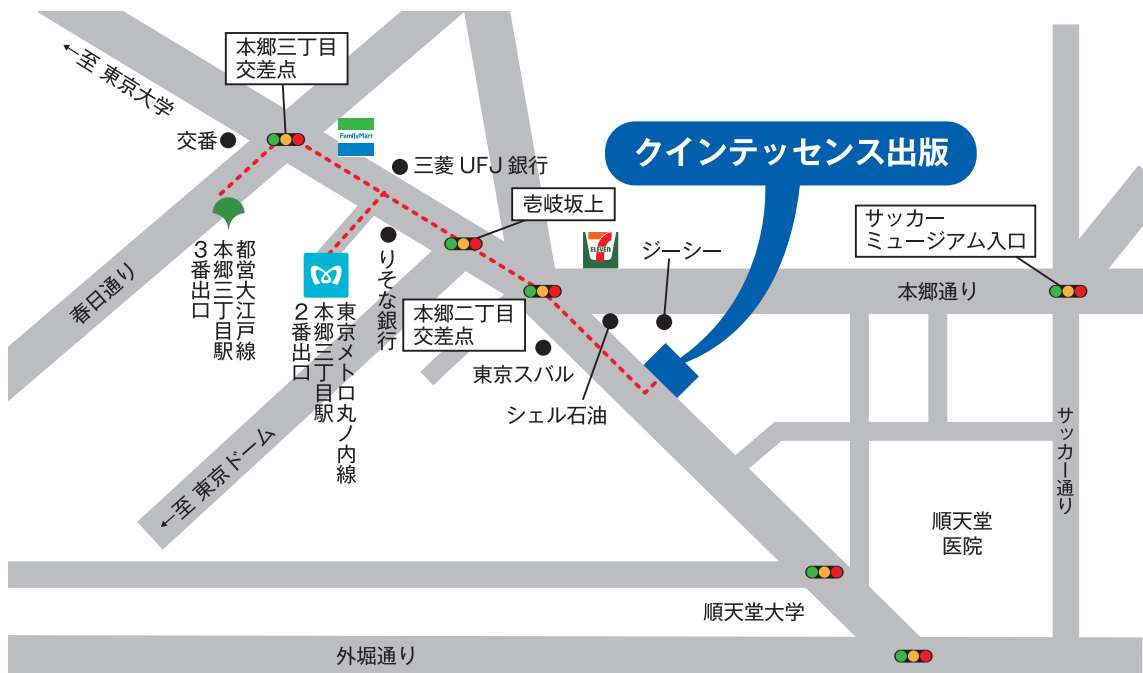 ←至 東京大学
本郷三丁目
交差点
交番
FamilyMart
三菱 UFJ 銀行
クインテッセンス出版
壱岐坂上
サッカー
ミュージアム入口
7
ELEVEN
ジーシー
本郷通り
春日通り
都営大江戸線
本郷三丁目駅
３番出口
東京メトロ丸ノ内線
本郷三丁目駅
２番出口
りそな銀行
本郷二丁目
交差点
東京スバル
シェル石油
←至 東京ドーム
サッカー通り
順天堂
医院
順天堂大学
外堀通り